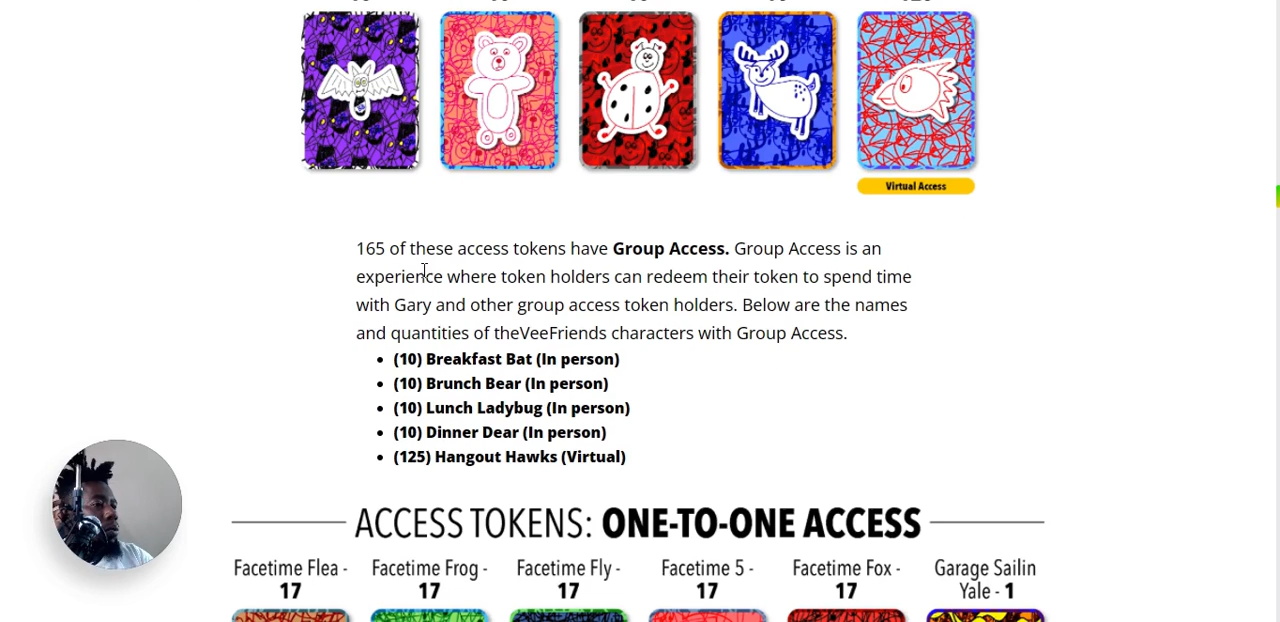 Virtual Access
165 of these access tokens have Group Access. Group Access is an
experience where token holders can redeem their token to spend time
with Gary and other group access token holders. Below are the names
and quantities of theVeeFriends characters with Group Access.
(10) Breakfast Bat (In person)
(10) Brunch Bear (In person)
(10) Lunch Ladybug (In person)
(10) Dinner Dear (In person)
(125) Hangout Hawks (Virtual)
ACCESS TOKENS: ONE-TO-ONE ACCESS
Facetime Flea - Facetime Frog - Facetime Fly - Facetime 5 - Facetime Fox - Garage Sailin
17 17 17 17 17 Yale - 1